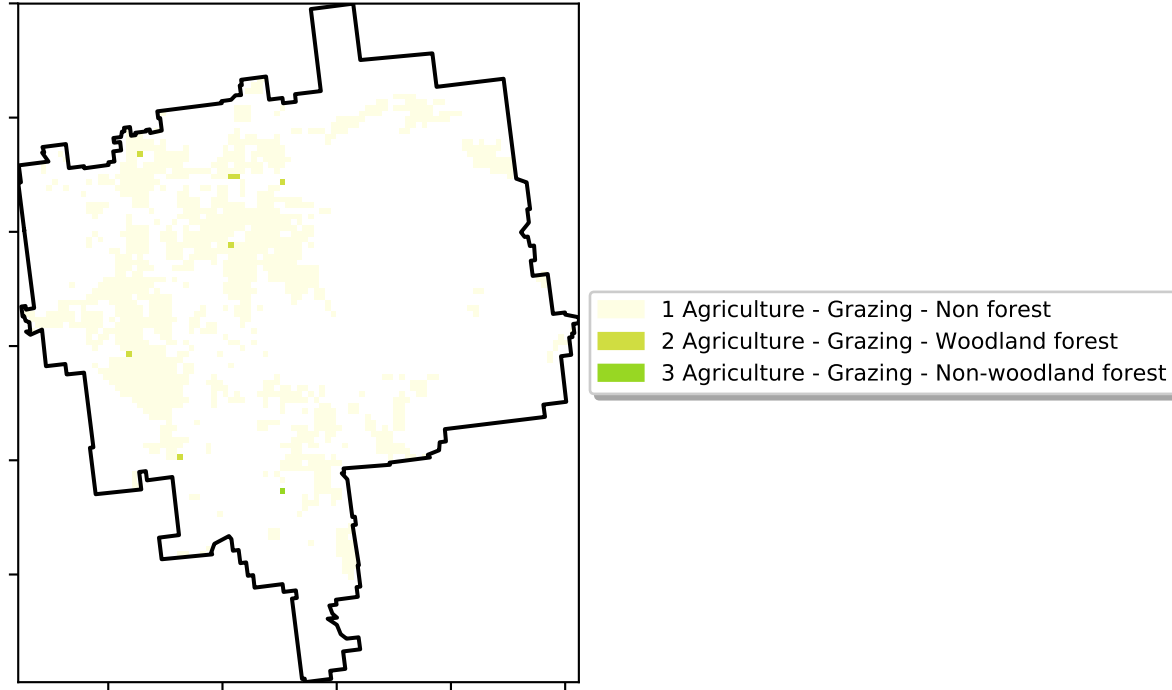 1 Agriculture - Grazing - Non forest
2 Agriculture - Grazing - Woodland forest
3 Agriculture - Grazing - Non-woodland forest